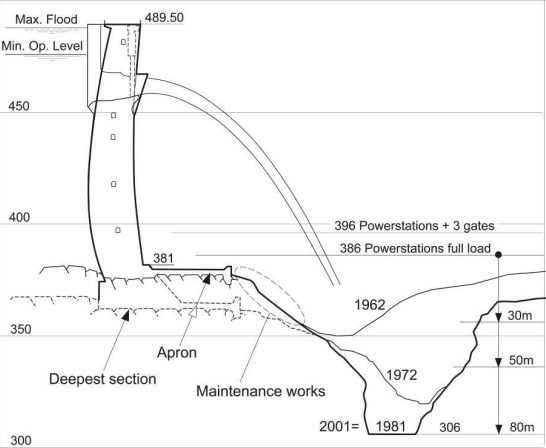 Max. Flood
489.50
Min. Op. Level
450
400
396 Powerstations + 3 gates
386 Powerstations full load
381
1962
30m
350
Apron
50m
Deepest section
1972
Maintenance works
2001= 1981 306 80m
300